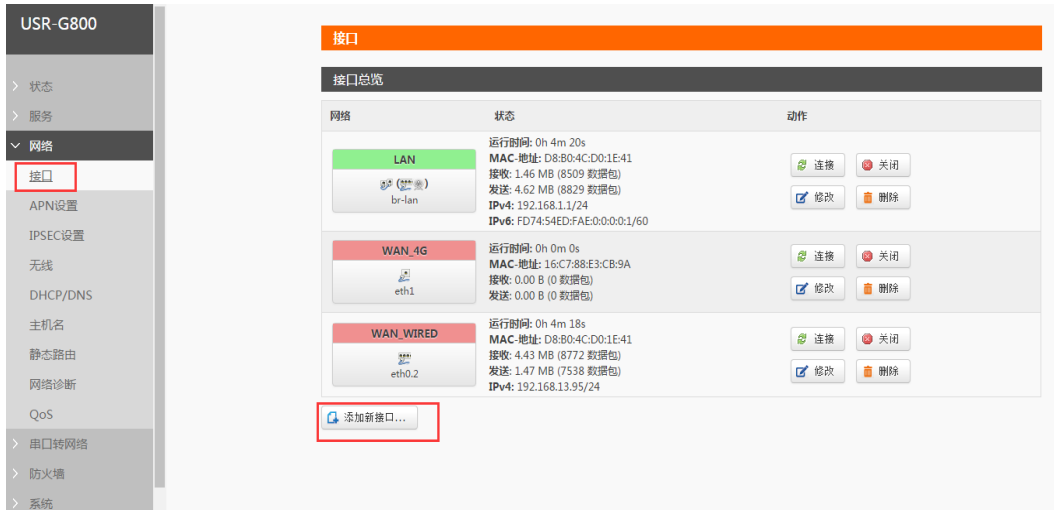 USR-G800
状态
服务
网络
接口
APN设置
IPSEC设置
无线
DHCP/DNS
主机名
静态路由
网络诊断
QoS
串口转网络
防火墙
系统
接口
接口总览
网络 状态 动作
LAN
br-lan
运行时间: 0h 4m 20s
MAC-地址: D8:B0:4C:D0:1E:41
接收: 1.46 MB (8509 数据包)
发送: 4.62 MB (8829 数据包)
IPv4: 192.168.1.1/24
IPv6: FD74:54ED:FAE:0:0:0:0:1/60
连接 关闭
修改 删除
WAN_4G
eth1
运行时间: 0h 0m 0s
MAC-地址: 16:C7:88:E3:CB:9A
接收: 0.00 B (0 数据包)
发送: 0.00 B (0 数据包)
连接 关闭
修改 删除
WAN_WIRED
eth0.2
运行时间: 0h 4m 18s
MAC-地址: D8:B0:4C:D0:1E:41
接收: 4.43 MB (8772 数据包)
发送: 1.47 MB (7538 数据包)
IPv4: 192.168.13.95/24
连接 关闭
修改 删除
添加新接口...